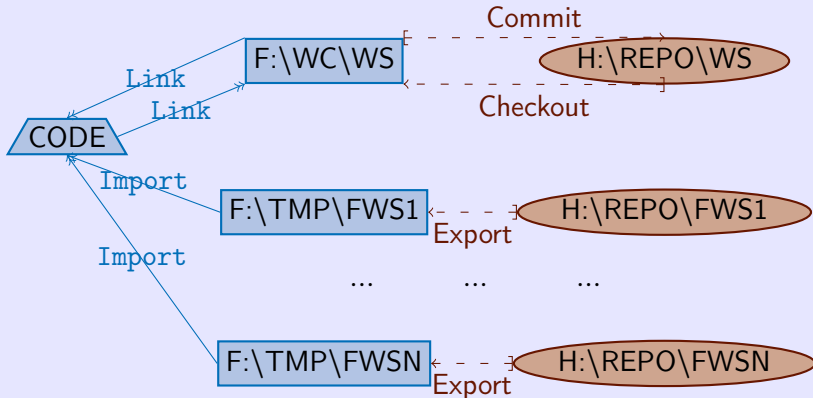 Commit
F:\WC\WS
H:\REPO\WS
Link
Link
Checkout
CODE
Import
F:\TMP\FWS1
H:\REPO\FWS1
Export
Import
... ... ...
F:\TMP\FWSN
H:\REPO\FWSN
Export